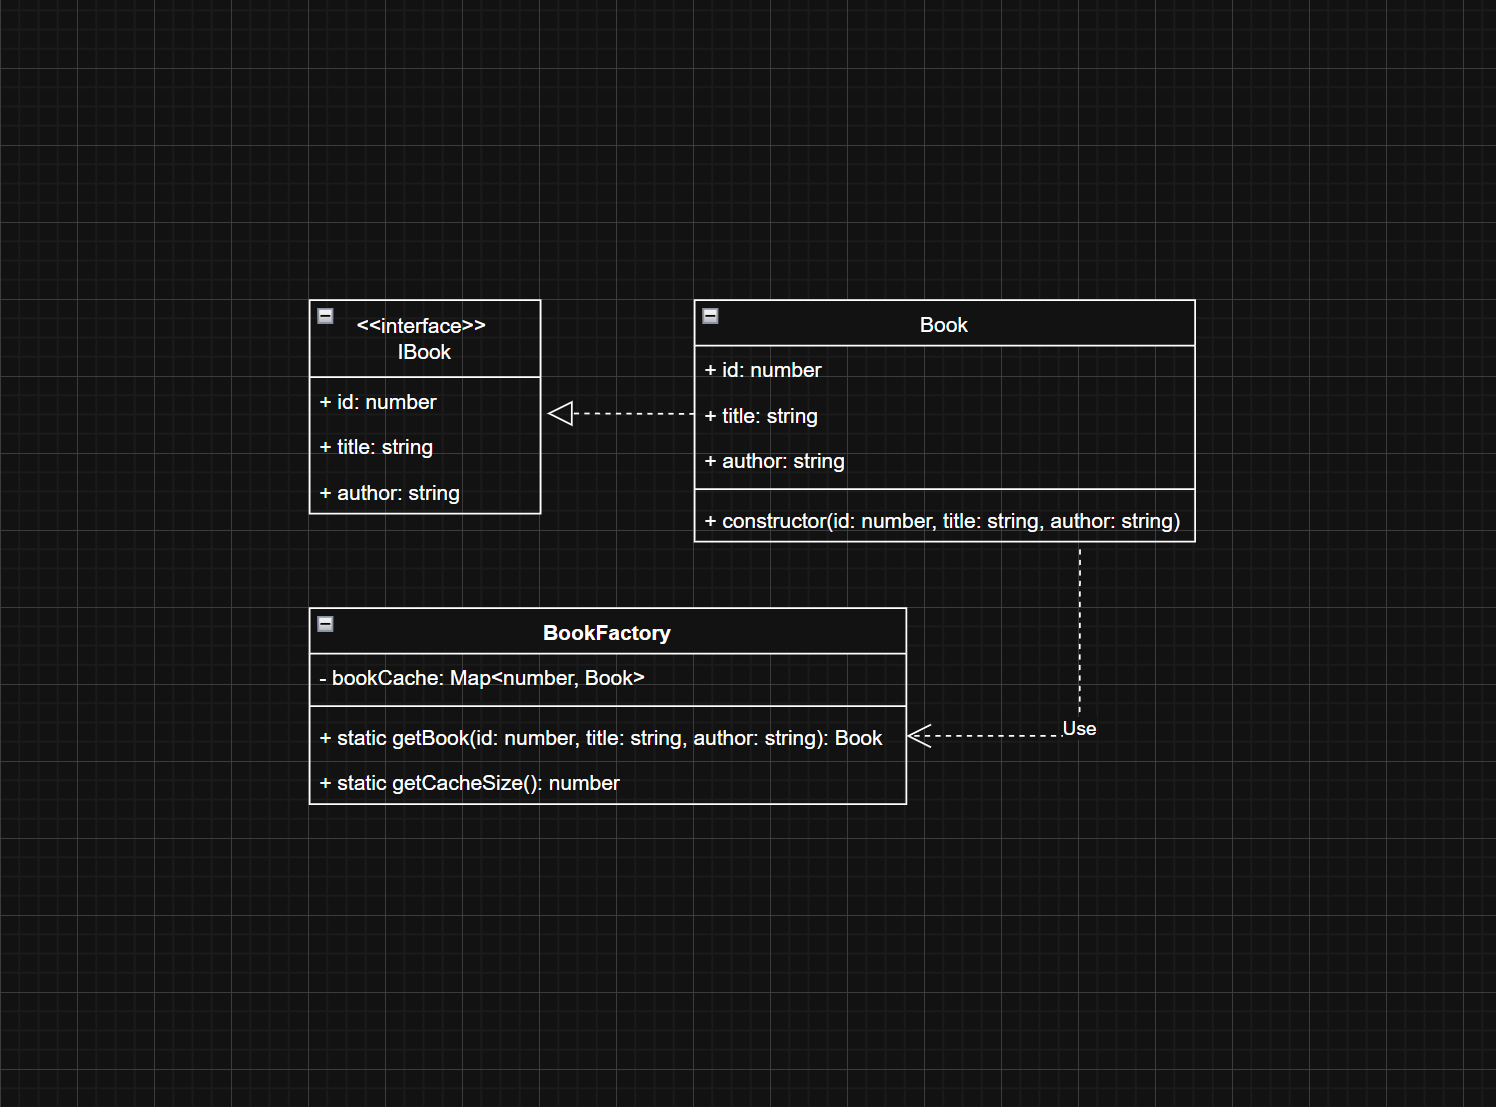 <<interface>>
IBook
+ id: number
+ title: string
+ author: string
Book
+ id: number
+ title: string
+ author: string
+ constructor(id: number, title: string, author: string)
BookFactory
- bookCache: Map<number, Book>
+ static getBook(id: number, title: string, author: string): Book
+ static getCacheSize(): number
Use